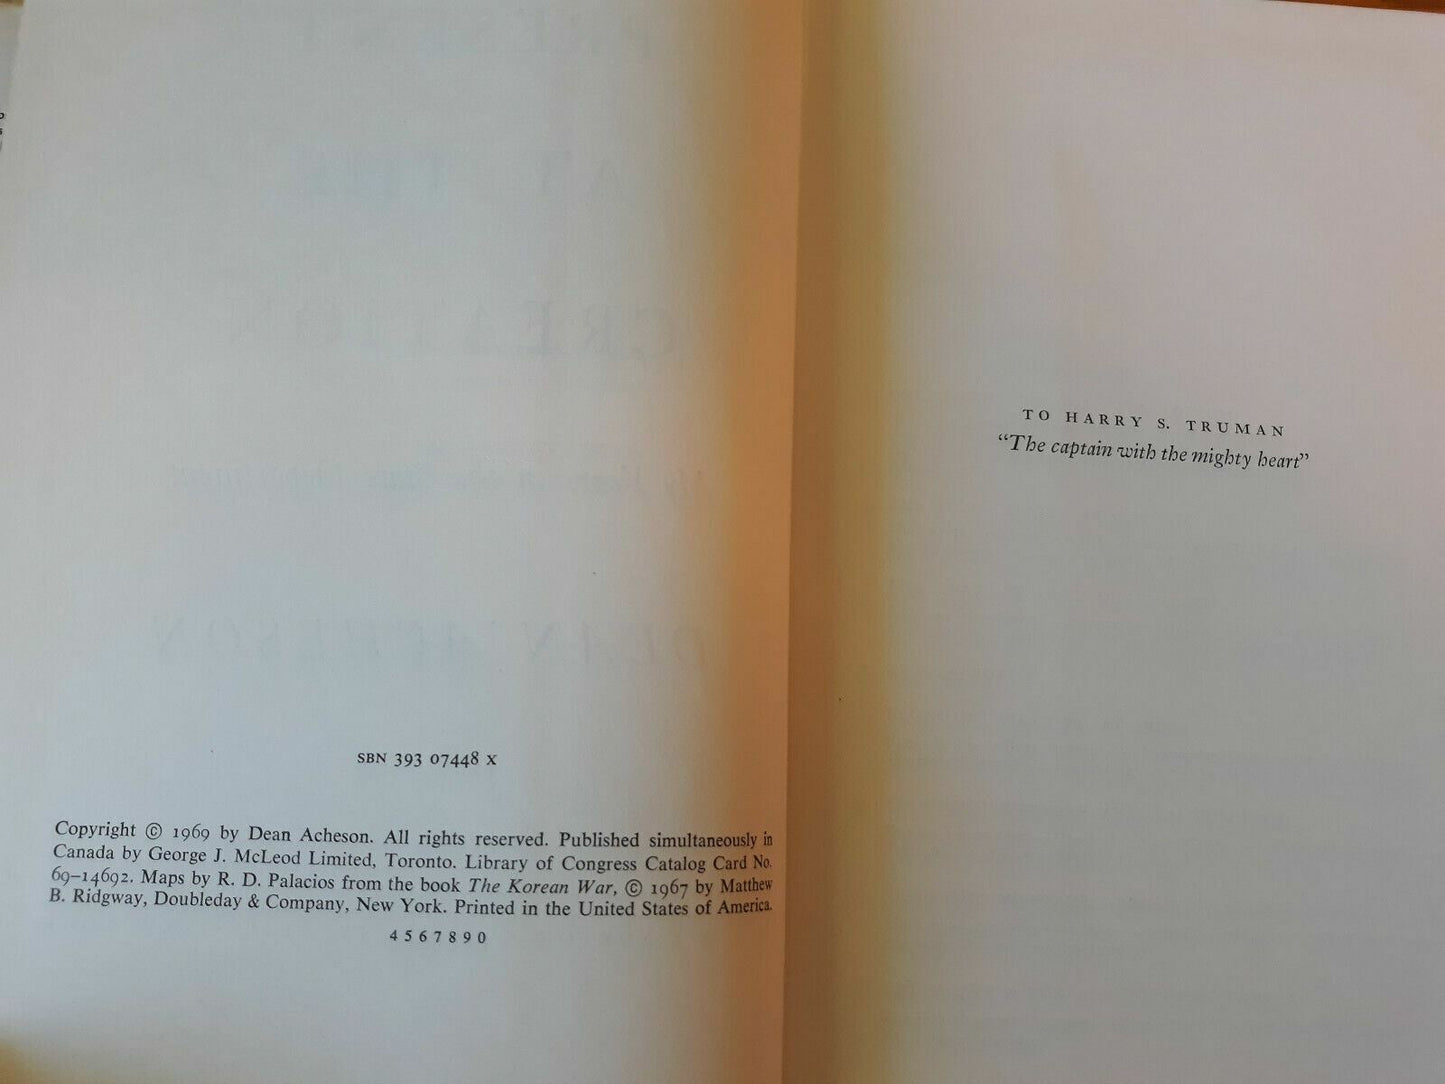 SBN 393 07448 X
Copyright © 1969 by Dean Acheson. All rights reserved. Published simultaneously in
Canada by George J. McLeod Limited, Toronto. Library of Congress Catalog Card No.
69–14692. Maps by R. D. Palacios from the book The Korean War, © 1967 by Matthew
B. Ridgway, Doubleday & Company, New York. Printed in the United States of America.
4 5 6 7 8 9 0
TO HARRY S. TRUMAN
“The captain with the mighty heart”